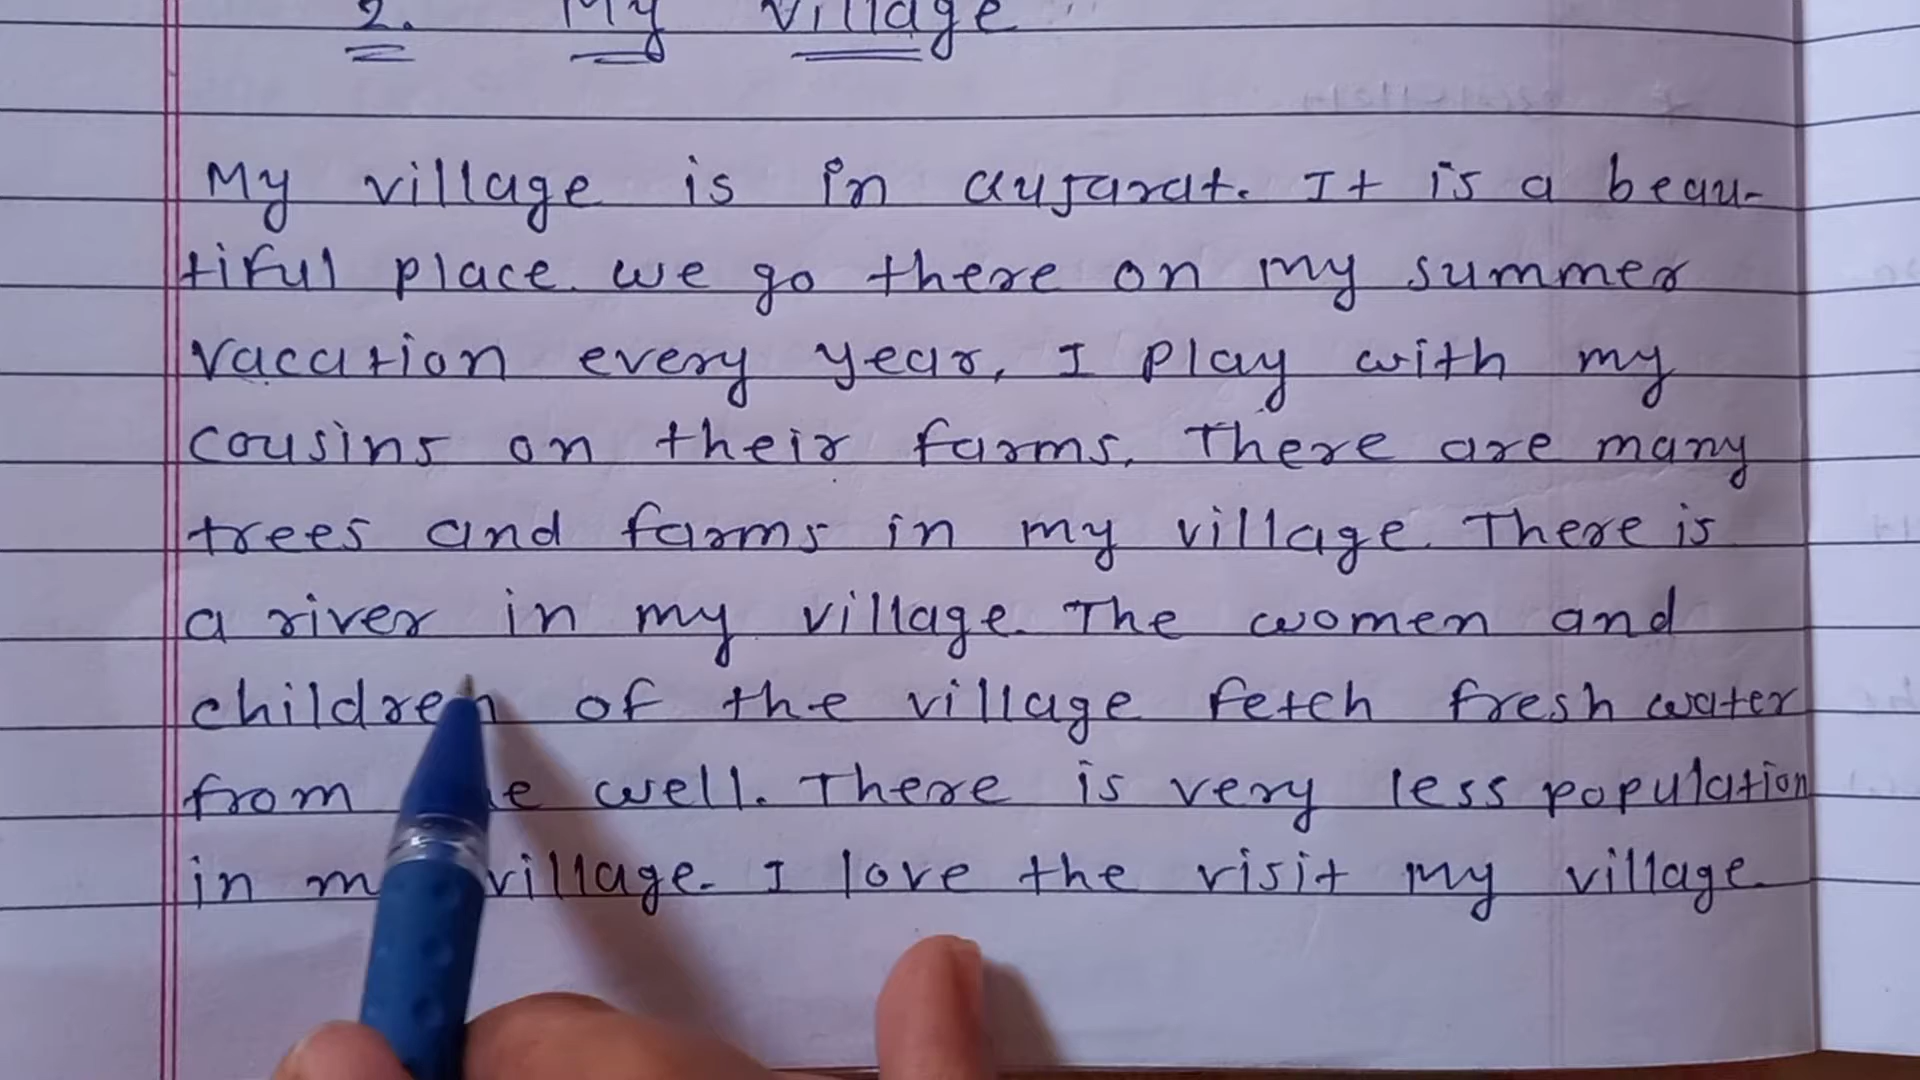 2. My Village
My village is in Gujarat. It is a beau-
tiful place. we go there on my summer
vacation every year, I play with my
cousins on their farms. There are many
trees and farms in my village. There is
a river in my village. The women and
children of the village fetch fresh water
from well. There is very less population
in village. I love the visit my village.